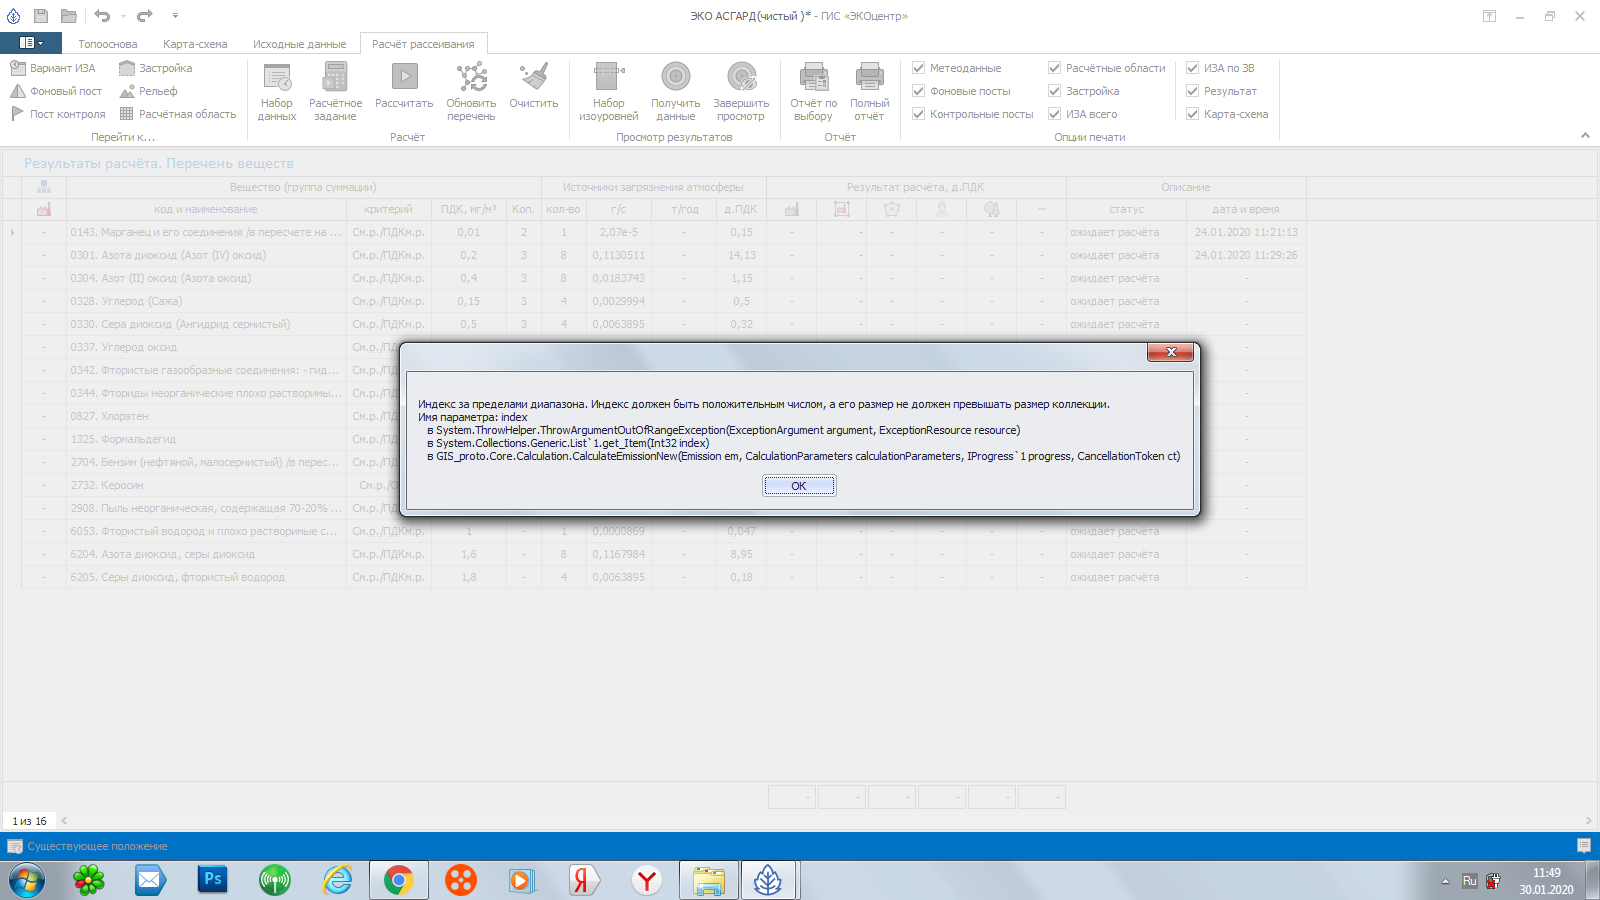 ЭКО АСГАРД(чистый )* - ГИС «ЭКОцентр»
Топооснова Карта-схема Исходные данные Расчёт рассеивания
Вариант ИЗА Застройка
Фоновый пост Рельеф
Пост контроля Расчётная область
Перейти к...
Набор данных Расчётное задание Рассчитать Обновить перечень Очистить
Расчёт
Набор изоуровней Получить данные Завершить просмотр
Просмотр результатов
Отчёт по выбору Полный отчёт
Отчёт
Метеоданные Расчётные области ИЗА по ЗВ
Фоновые посты Застройка Результат
Контрольные посты ИЗА всего Карта-схема
Опции печати
Результаты расчёта. Перечень веществ
Вещество (группа суммации) Источники загрязнения атмосферы Результат расчёта, д.ПДК Описание
код и наименование критерий ПДК, мг/м³ Коп. кол-во г/с т/год д.ПДК - статус дата и время
- 0143. Марганец и его соединения /в пересчете на ... См.р./ПДКм.р. 0,01 2 1 2,07e-5 - 0,15 - - - - - - ожидает расчёта 24.01.2020 11:21:13
- 0301. Азота диоксид (Азот (IV) оксид) См.р./ПДКм.р. 0,2 3 8 0,1130511 - 14,13 - - - - - - ожидает расчёта 24.01.2020 11:29:26
- 0304. Азот (II) оксид (Азота оксид) См.р./ПДКм.р. 0,4 3 8 0,0183743 - 1,15 - - - - - - ожидает расчёта -
- 0328. Углерод (Сажа) См.р./ПДКм.р. 0,15 3 4 0,0029994 - 0,5 - - - - - - ожидает расчёта -
- 0330. Сера диоксид (Ангидрид сернистый) См.р./ПДКм.р. 0,5 3 4 0,0063895 - 0,32 - - - - - - ожидает расчёта -
- 0337. Углерод оксид См.р./ПД -
- 0342. Фтористые газообразные соединения: - гид... См.р./ПД -
- 0344. Фториды неорганические плохо растворимы... См.р./ПД -
- 0827. Хлорэтен См.р./ПД -
- 1325. Формальдегид См.р./ПД -
- 2704. Бензин (нефтяной, малосернистый) /в перес... См.р./ПД -
- 2732. Керосин См.р./О -
- 2908. Пыль неорганическая, содержащая 70-20% ... См.р./ПД -
- 6053. Фтористый водород и плохо растворимые с... См.р./ПДКм.р. 1 - 1 0,0000869 - 0,047 - - - - - - ожидает расчёта -
- 6204. Азота диоксид, серы диоксид См.р./ПДКм.р. 1,6 - 8 0,1167984 - 8,95 - - - - - - ожидает расчёта -
- 6205. Серы диоксид, фтористый водород См.р./ПДКм.р. 1,8 - 4 0,0063895 - 0,18 - - - - - - ожидает расчёта -
Индекс за пределами диапазона. Индекс должен быть положительным числом, а его размер не должен превышать размер коллекции.
Имя параметра: index
в System.ThrowHelper.ThrowArgumentOutOfRangeException(ExceptionArgument argument, ExceptionResource resource)
в System.Collections.Generic.List`1.get_Item(Int32 index)
в GIS_proto.Core.Calculation.CalculateEmissionNew(Emission em, CalculationParameters calculationParameters, IProgress`1 progress, CancellationToken ct)
OK
- - - - - -
1 из 16
Существующее положение
Ps Я Y Ru 11:49
30.01.2020